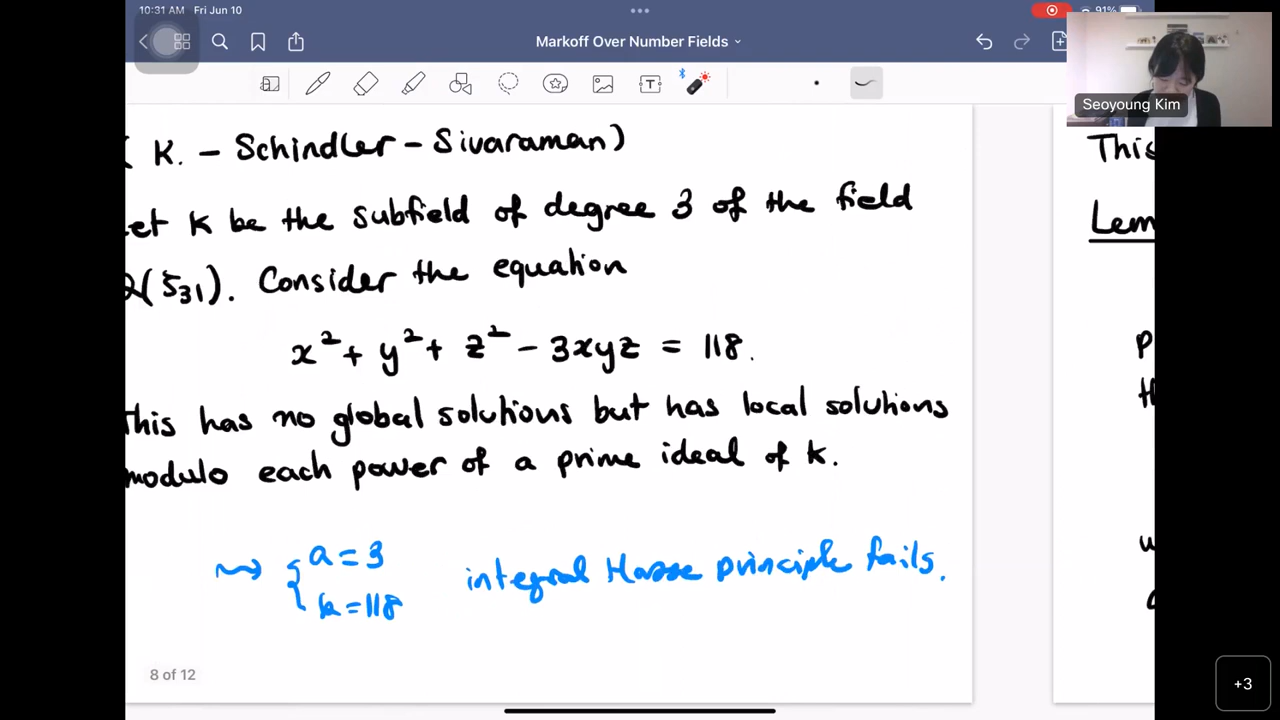 10:31 AM Fri Jun 10
91%
Markoff Over Number Fields
Seoyoung Kim
( K. - Schindler - Sivaraman)
et K be the subfield of degree 3 of the field
Q(ζ₃₁). Consider the equation
x² + y² + z² - 3xyz = 118.
This has no global solutions but has local solutions
modulo each power of a prime ideal of K.
⇝ { a = 3
k = 118
integral Hasse principle fails.
8 of 12
This
Lem
+3